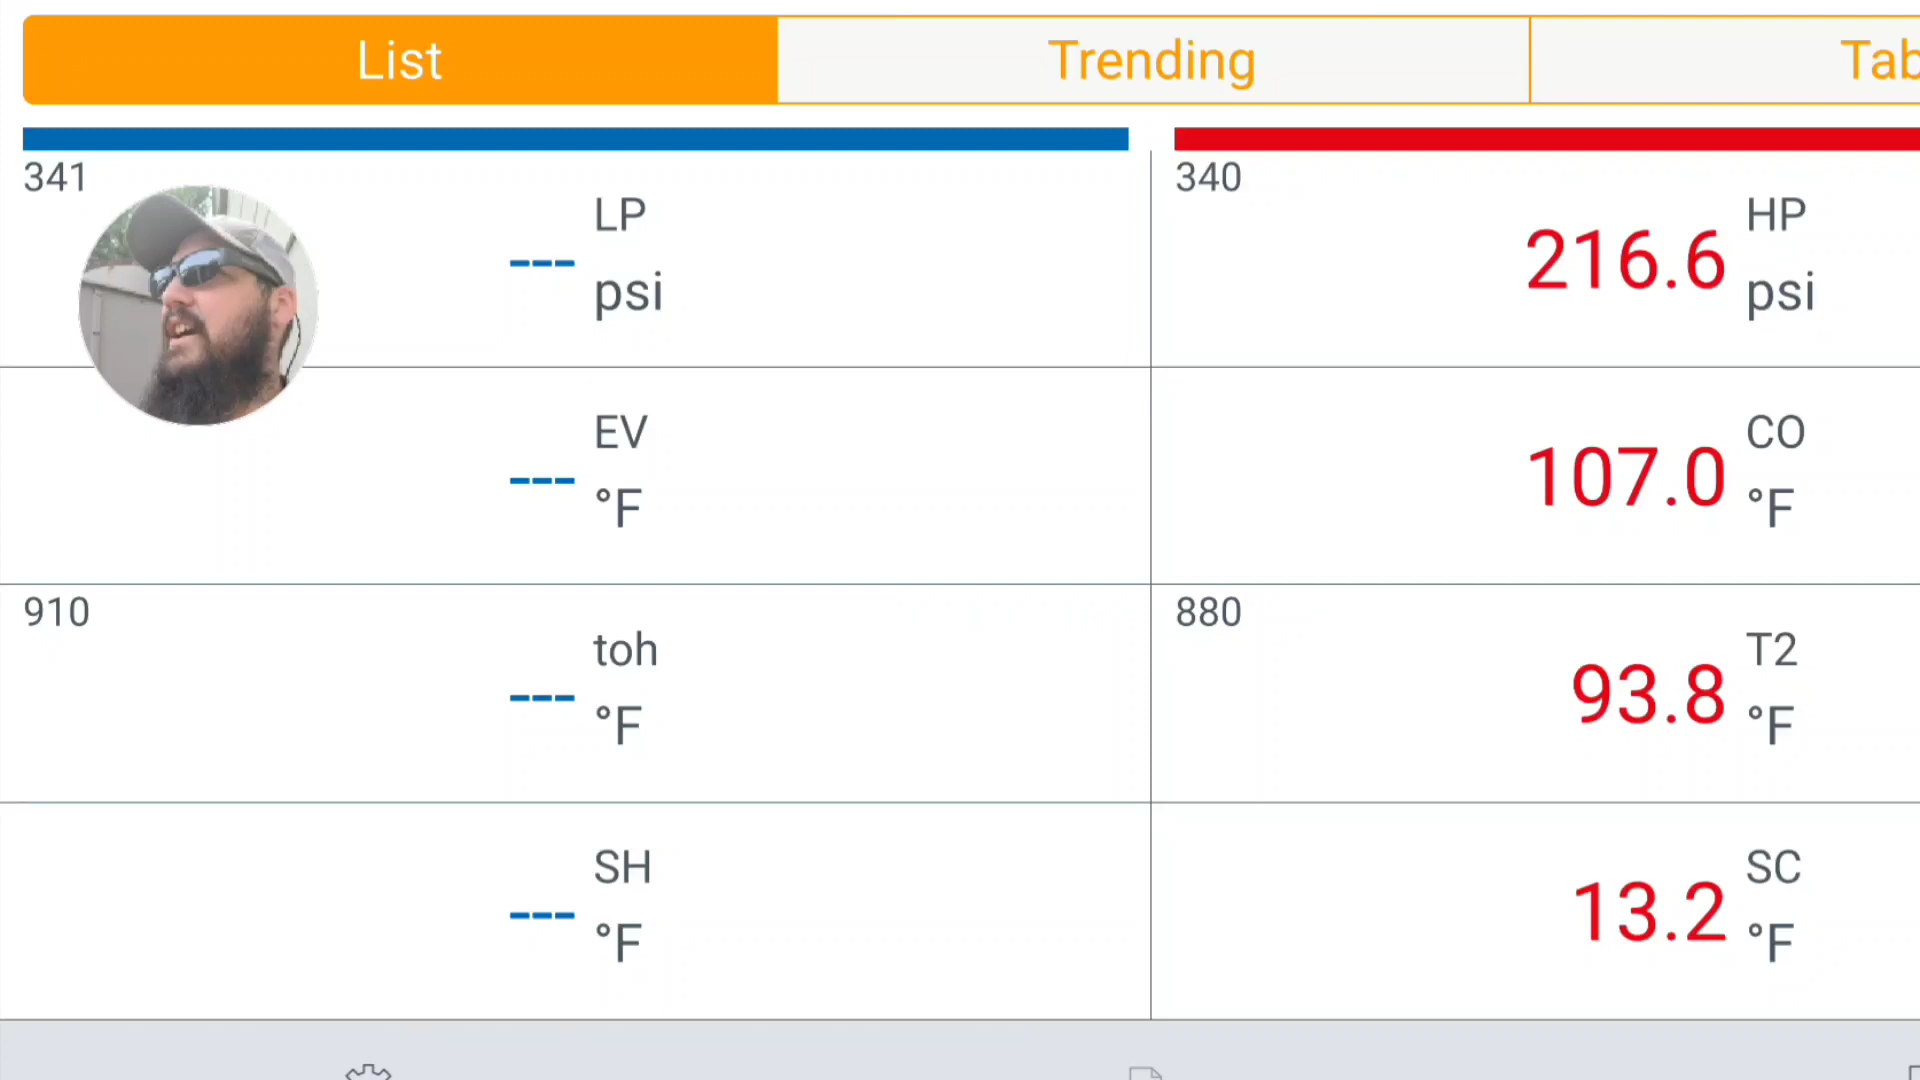 List Trending Tab
341 340
LP HP
--- 216.6
psi psi
EV CO
--- 107.0
°F °F
910 880
toh T2
--- 93.8
°F °F
SH SC
--- 13.2
°F °F